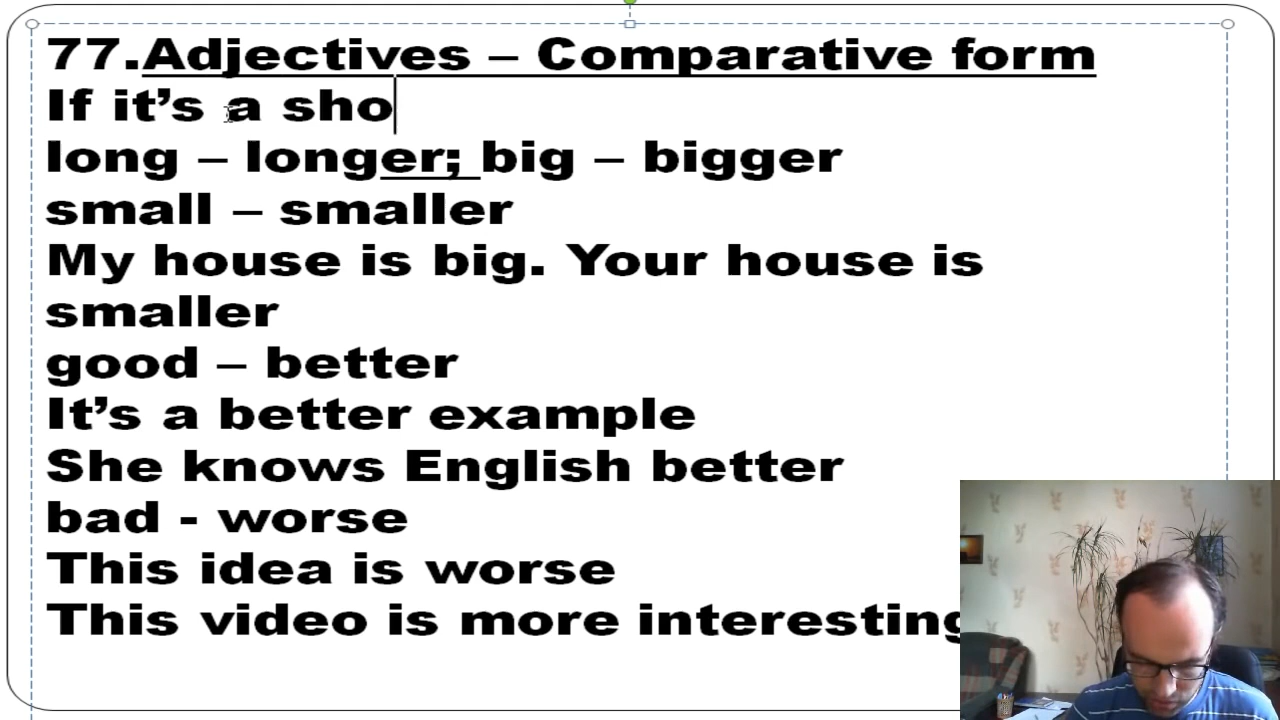 77.Adjectives – Comparative form
If it’s a sho
long – longer; big – bigger
small – smaller
My house is big. Your house is
smaller
good – better
It’s a better example
She knows English better
bad - worse
This idea is worse
This video is more interesting